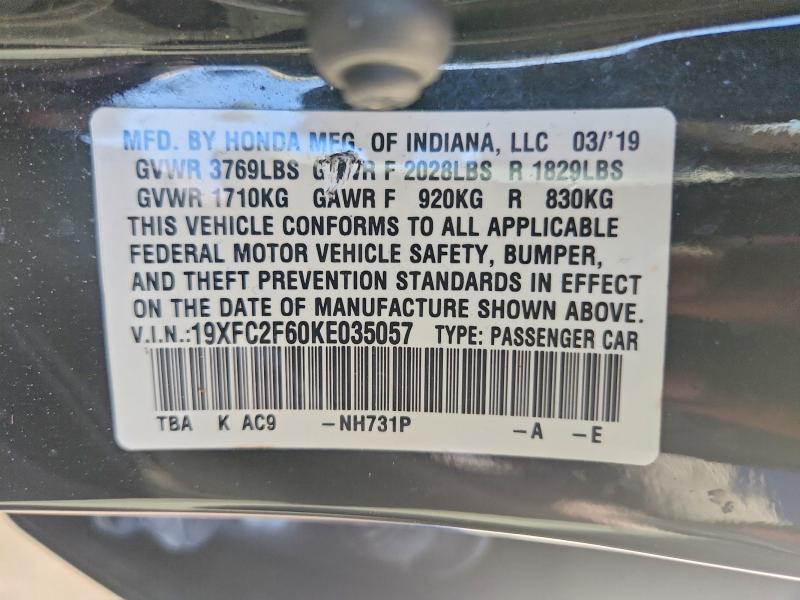 MFD. BY HONDA MFG. OF INDIANA, LLC 03/'19
GVWR 3769LBS F 2028LBS R 1829LBS
GVWR 1710KG GAWR F 920KG R 830KG
THIS VEHICLE CONFORMS TO ALL APPLICABLE
FEDERAL MOTOR VEHICLE SAFETY, BUMPER,
AND THEFT PREVENTION STANDARDS IN EFFECT
ON THE DATE OF MANUFACTURE SHOWN ABOVE.
V.I.N.:19XFC2F60KE035057 TYPE: PASSENGER CAR
TBA K AC9 -NH731P -A -E